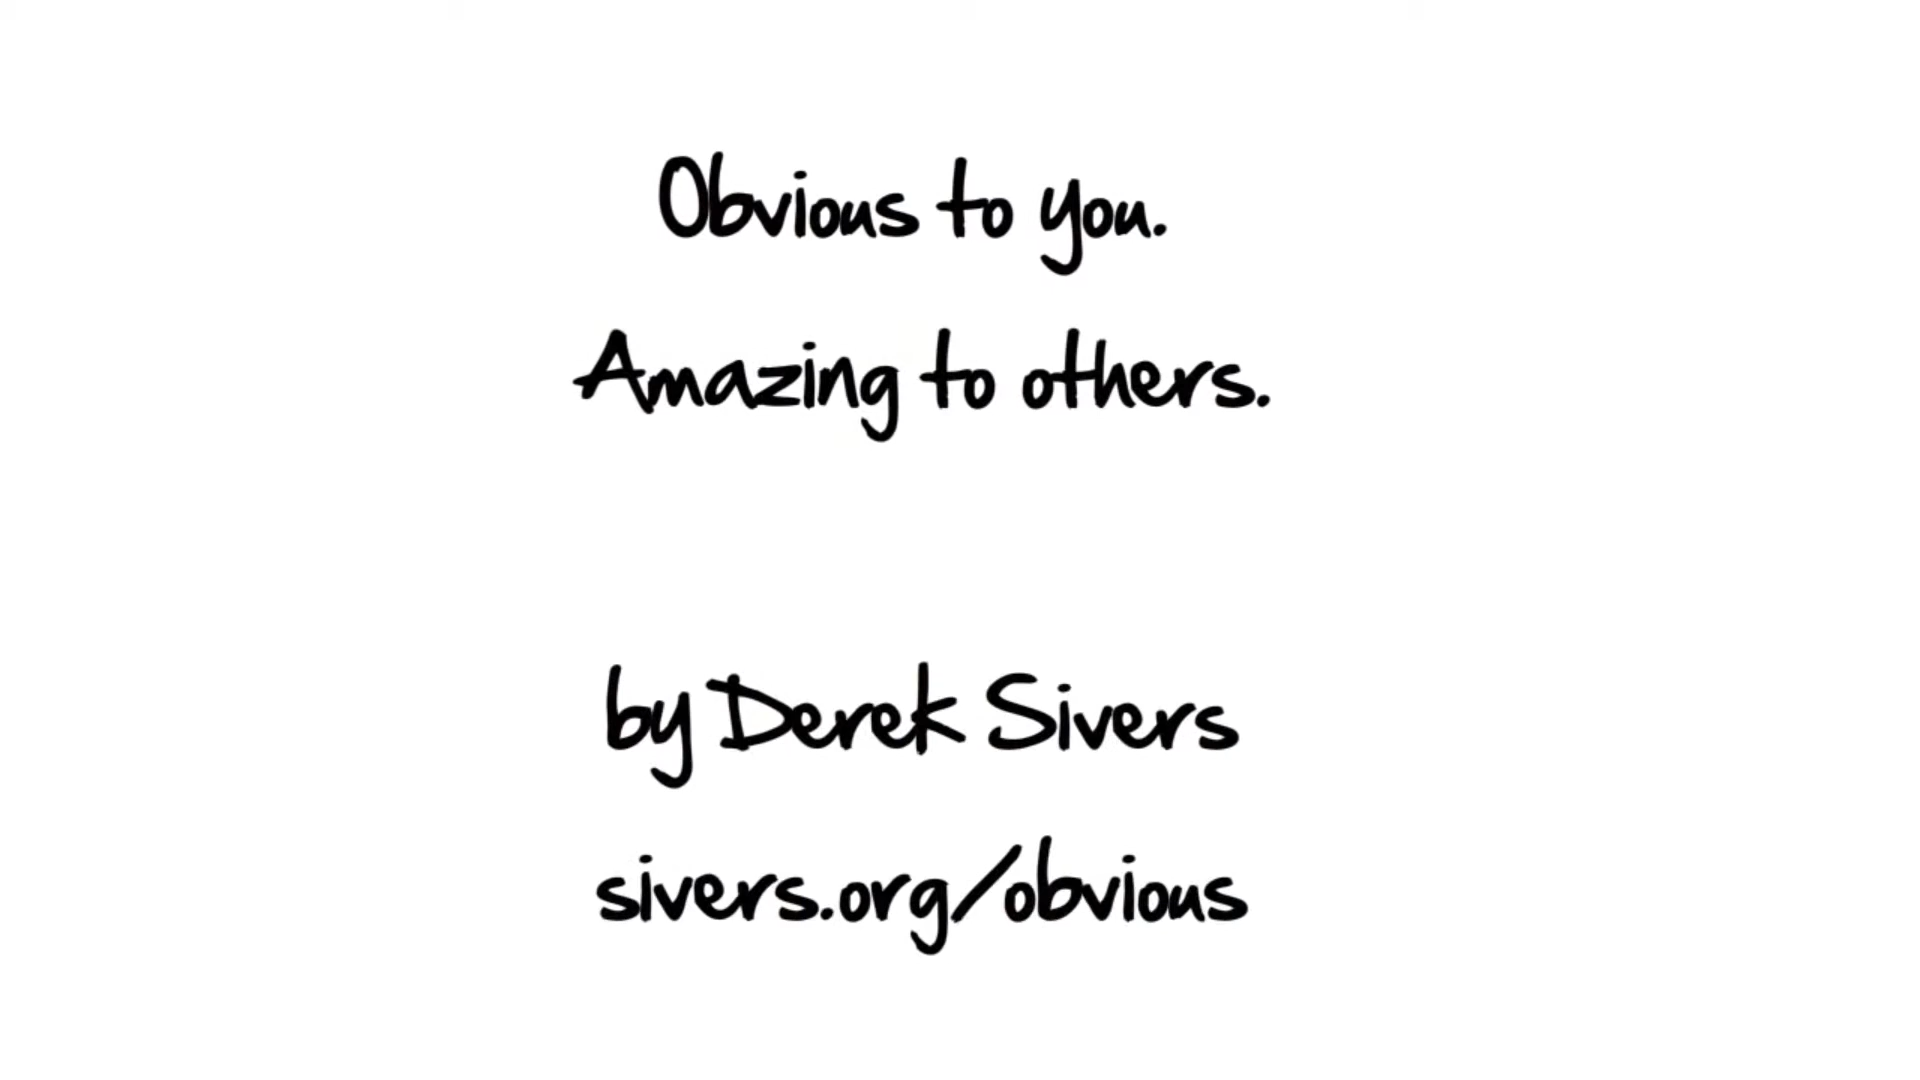 Obvious to you.
Amazing to others.
by Derek Sivers
sivers.org/obvious